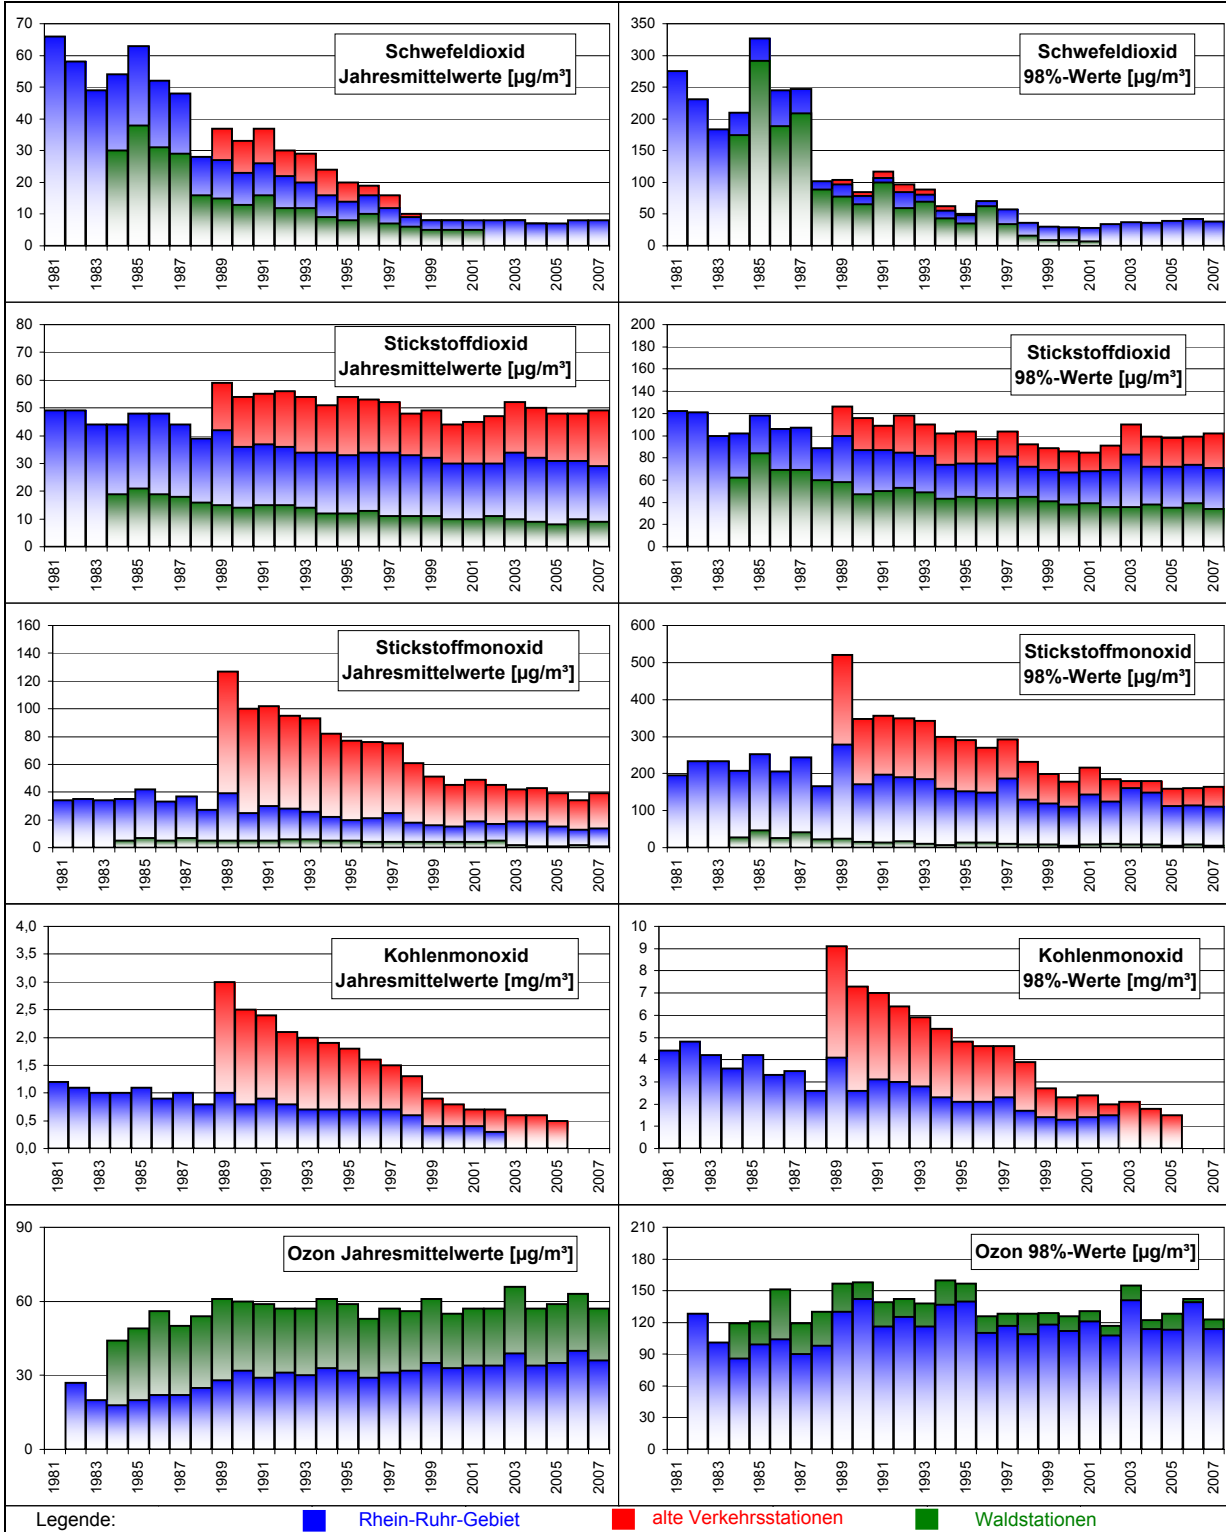 Schwefeldioxid
Jahresmittelwerte [µg/m³]
70
60
50
40
30
20
10
0
1981 1983 1985 1987 1989 1991 1993 1995 1997 1999 2001 2003 2005 2007
Schwefeldioxid
98%-Werte [µg/m³]
350
300
250
200
150
100
50
0
1981 1983 1985 1987 1989 1991 1993 1995 1997 1999 2001 2003 2005 2007
Stickstoffdioxid
Jahresmittelwerte [µg/m³]
80
70
60
50
40
30
20
10
0
1981 1983 1985 1987 1989 1991 1993 1995 1997 1999 2001 2003 2005 2007
Stickstoffdioxid
98%-Werte [µg/m³]
200
180
160
140
120
100
80
60
40
20
0
1981 1983 1985 1987 1989 1991 1993 1995 1997 1999 2001 2003 2005 2007
Stickstoffmonoxid
Jahresmittelwerte [µg/m³]
160
140
120
100
80
60
40
20
0
1981 1983 1985 1987 1989 1991 1993 1995 1997 1999 2001 2003 2005 2007
Stickstoffmonoxid
98%-Werte [µg/m³]
600
500
400
300
200
100
0
1981 1983 1985 1987 1989 1991 1993 1995 1997 1999 2001 2003 2005 2007
Kohlenmonoxid
Jahresmittelwerte [mg/m³]
4,0
3,5
3,0
2,5
2,0
1,5
1,0
0,5
0,0
1981 1983 1985 1987 1989 1991 1993 1995 1997 1999 2001 2003 2005 2007
Kohlenmonoxid
98%-Werte [mg/m³]
10
9
8
7
6
5
4
3
2
1
0
1981 1983 1985 1987 1989 1991 1993 1995 1997 1999 2001 2003 2005 2007
Ozon Jahresmittelwerte [µg/m³]
90
60
30
0
1981 1983 1985 1987 1989 1991 1993 1995 1997 1999 2001 2003 2005 2007
Ozon 98%-Werte [µg/m³]
210
180
150
120
90
60
30
0
1981 1983 1985 1987 1989 1991 1993 1995 1997 1999 2001 2003 2005 2007
Legende: Rhein-Ruhr-Gebiet alte Verkehrsstationen Waldstationen